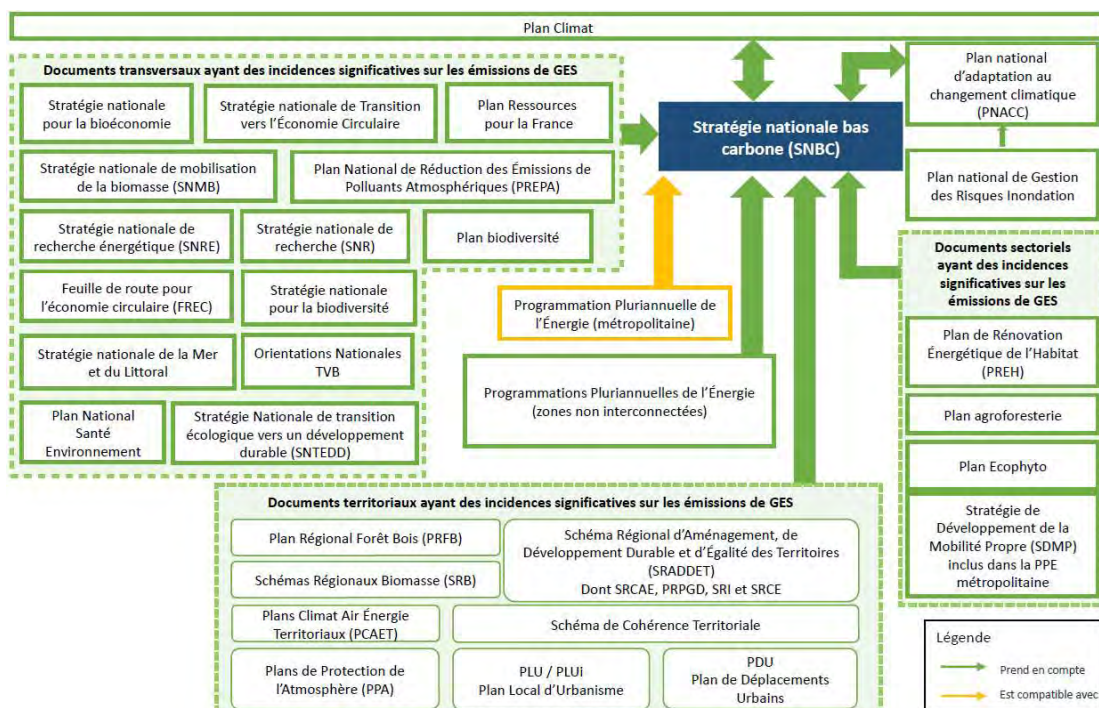 Plan Climat
Documents transversaux ayant des incidences significatives sur les émissions de GES
Stratégie nationale
pour la bioéconomie
Stratégie nationale de Transition
vers l'Économie Circulaire
Plan Ressources
pour la France
Stratégie nationale de mobilisation
de la biomasse (SNMB)
Plan National de Réduction des Émissions de
Polluants Atmosphériques (PREPA)
Stratégie nationale de
recherche énergétique (SNRE)
Stratégie nationale de
recherche (SNR)
Plan biodiversité
Feuille de route pour
l'économie circulaire (FREC)
Stratégie nationale
pour la biodiversité
Stratégie nationale de la Mer
et du Littoral
Orientations Nationales
TVB
Plan National
Santé
Environnement
Stratégie Nationale de transition
écologique vers un développement
durable (SNTEDD)
Stratégie nationale bas
carbone (SNBC)
Programmation Pluriannuelle de
l'Énergie (métropolitaine)
Programmations Pluriannuelles de l'Énergie
(zones non interconnectées)
Plan national
d'adaptation au
changement climatique
(PNACC)
Plan national de Gestion
des Risques Inondation
Documents sectoriels
ayant des incidences
significatives sur les
émissions de GES
Plan de Rénovation
Énergétique de l'Habitat
(PREH)
Plan agroforesterie
Plan Ecophyto
Stratégie de
Développement de la
Mobilité Propre (SDMP)
inclus dans la PPE
métropolitaine
Documents territoriaux ayant des incidences significatives sur les émissions de GES
Plan Régional Forêt Bois (PRFB)
Schémas Régionaux Biomasse (SRB)
Schéma Régional d'Aménagement, de
Développement Durable et d'Égalité des Territoires
(SRADDET)
Dont SRCAE, PRPGD, SRI et SRCE
Plans Climat Air Énergie
Territoriaux (PCAET)
Schéma de Cohérence Territoriale
Plans de Protection de
l'Atmosphère (PPA)
PLU / PLUi
Plan Local d'Urbanisme
PDU
Plan de Déplacements
Urbains
Légende
Prend en compte
Est compatible avec